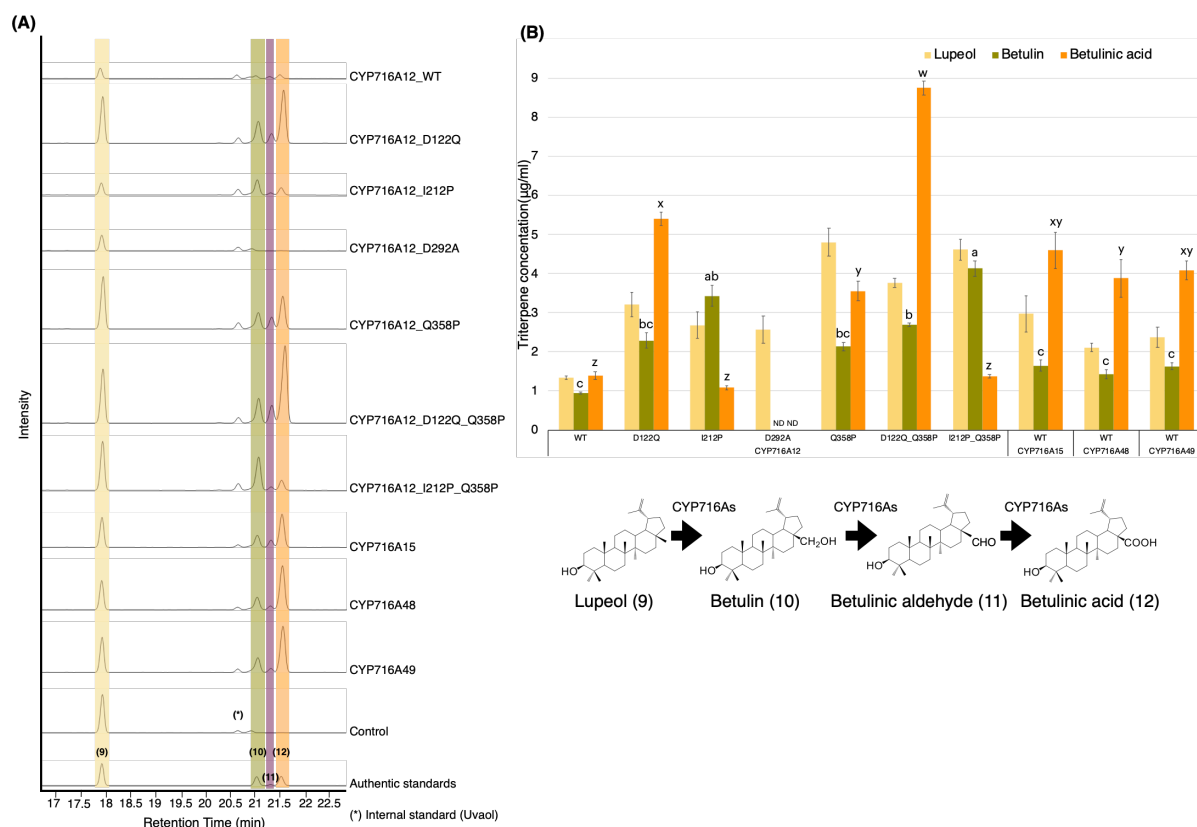 (A)
CYP716A12_WT
CYP716A12_D122Q
CYP716A12_I212P
CYP716A12_D292A
CYP716A12_Q358P
CYP716A12_D122Q_Q358P
CYP716A12_I212P_Q358P
CYP716A15
CYP716A48
CYP716A49
(*)
Control
(9) (10) (12)
(11)
Authentic standards
Intensity
17 17.5 18 18.5 19 19.5 20 20.5 21 21.5 22 22.5
Retention Time (min)
(*) Internal standard (Uvaol)
(B)
Lupeol Betulin Betulinic acid
Triterpene concentation(µg/ml)
9
8
7
6
5
4
3
2
1
0
c z
bc x
ab z
ND ND
bc y
b w
a z
c xy
c y
c xy
WT D122Q I212P D292A Q358P D122Q_Q358P I212P_Q358P WT WT WT
CYP716A12 CYP716A15 CYP716A48 CYP716A49
CYP716As CYP716As CYP716As
HO
HO CH2OH
HO CHO
HO COOH
Lupeol (9) Betulin (10) Betulinic aldehyde (11) Betulinic acid (12)